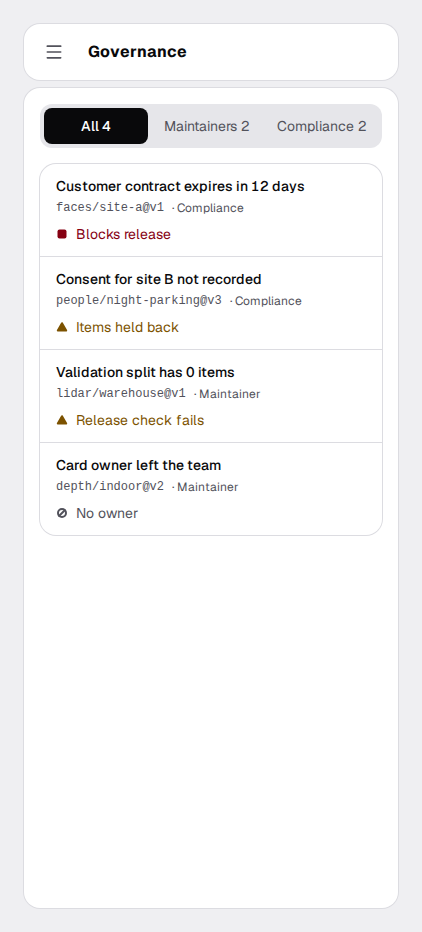 Governance
All 4 Maintainers 2 Compliance 2
Customer contract expires in 12 days
faces/site-a@v1 · Compliance
Blocks release
Consent for site B not recorded
people/night-parking@v3 · Compliance
Items held back
Validation split has 0 items
lidar/warehouse@v1 · Maintainer
Release check fails
Card owner left the team
depth/indoor@v2 · Maintainer
No owner